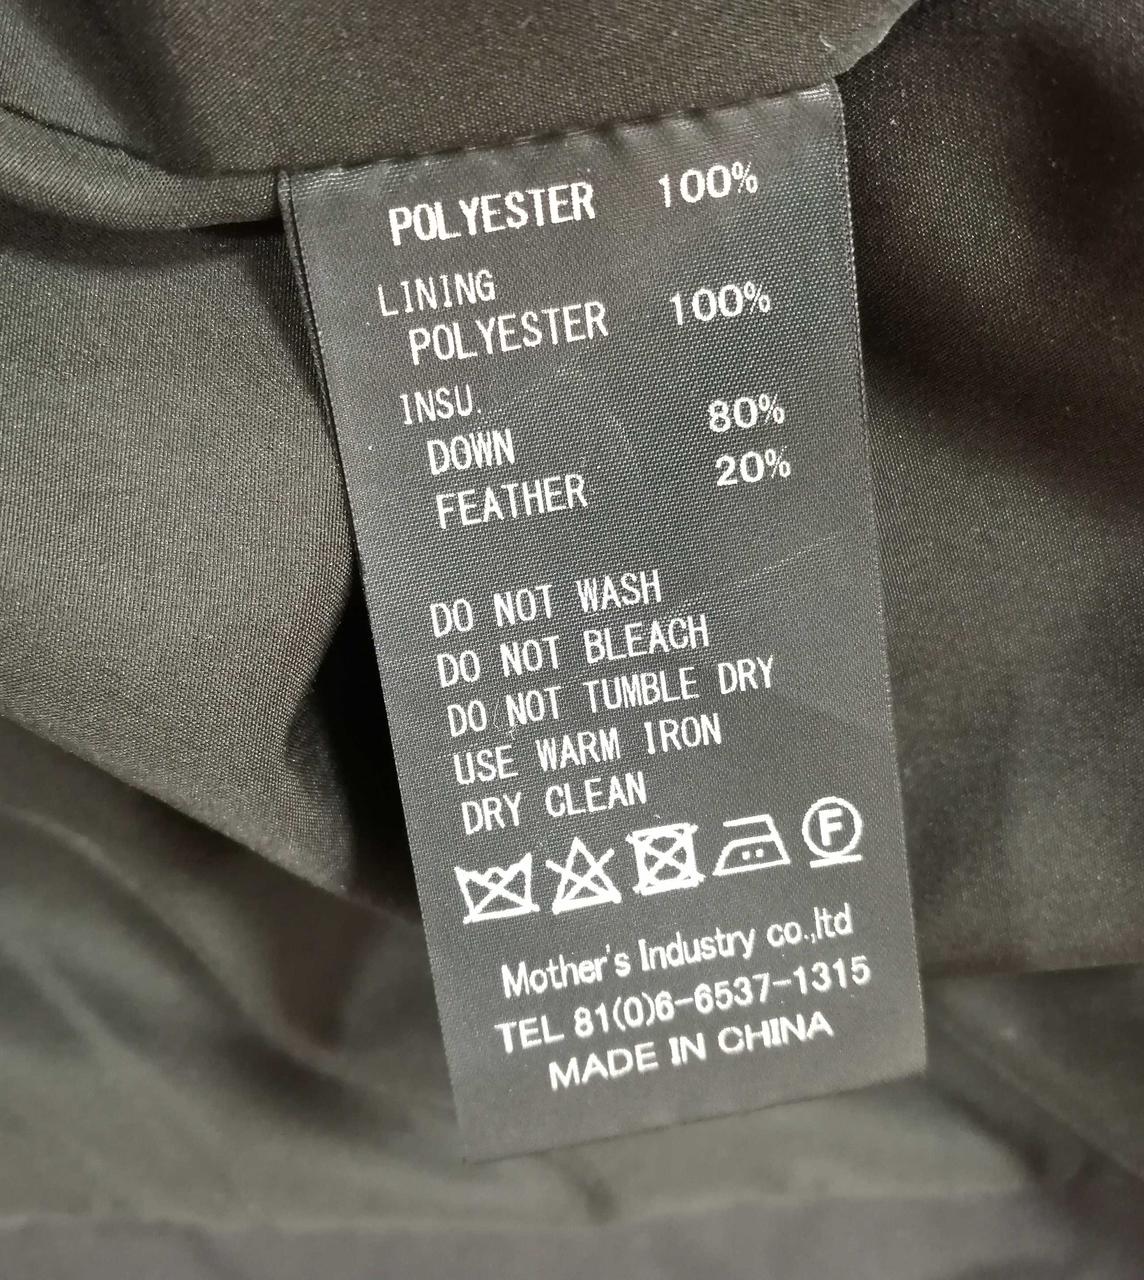 POLYESTER 100%
LINING
POLYESTER 100%
INSU.
DOWN 80%
FEATHER 20%
DO NOT WASH
DO NOT BLEACH
DO NOT TUMBLE DRY
USE WARM IRON
DRY CLEAN
F
Mother's Industry co.,ltd
TEL 81(0)6-6537-1315
MADE IN CHINA